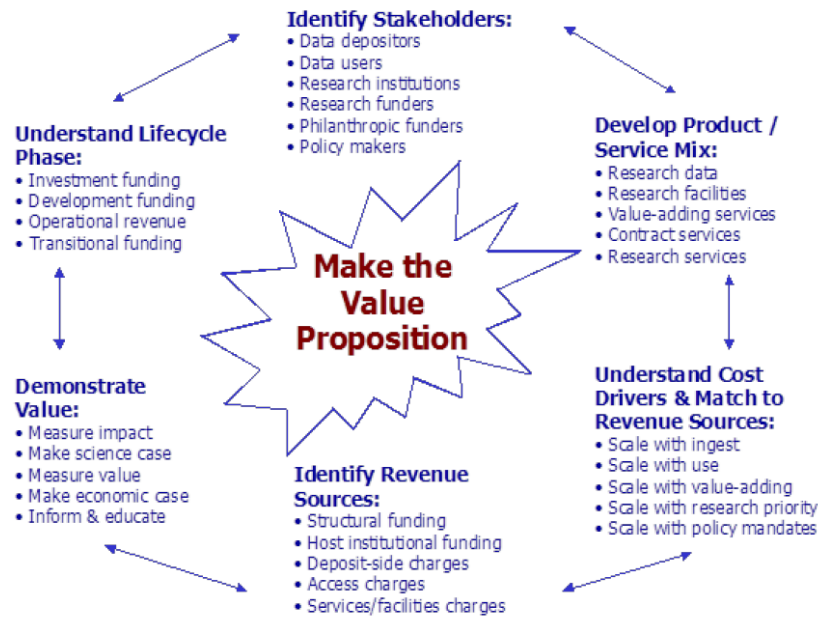 Identify Stakeholders:
• Data depositors
• Data users
• Research institutions
• Research funders
• Philanthropic funders
• Policy makers
Develop Product /
Service Mix:
• Research data
• Research facilities
• Value-adding services
• Contract services
• Research services
Understand Cost
Drivers & Match to
Revenue Sources:
• Scale with ingest
• Scale with use
• Scale with value-adding
• Scale with research priority
• Scale with policy mandates
Identify Revenue
Sources:
• Structural funding
• Host institutional funding
• Deposit-side charges
• Access charges
• Services/facilities charges
Demonstrate
Value:
• Measure impact
• Make science case
• Measure value
• Make economic case
• Inform & educate
Understand Lifecycle
Phase:
• Investment funding
• Development funding
• Operational revenue
• Transitional funding
Make the
Value
Proposition